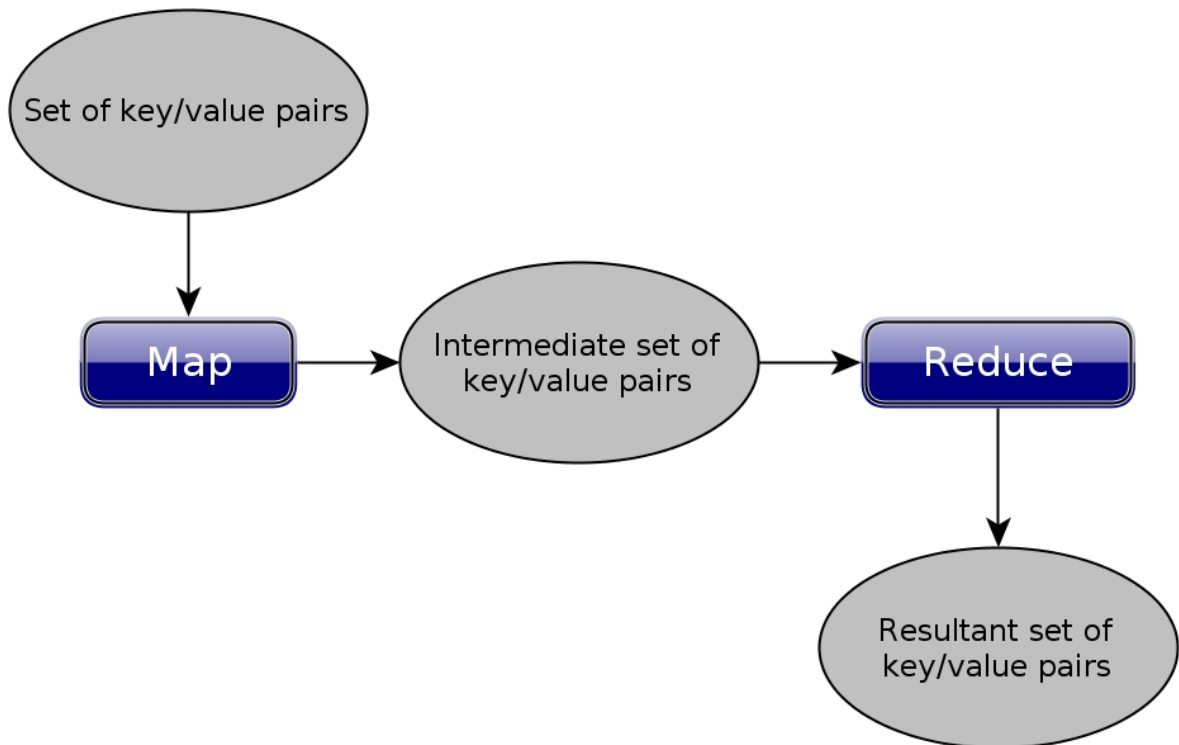 Set of key/value pairs
Map
Intermediate set of
key/value pairs
Reduce
Resultant set of
key/value pairs